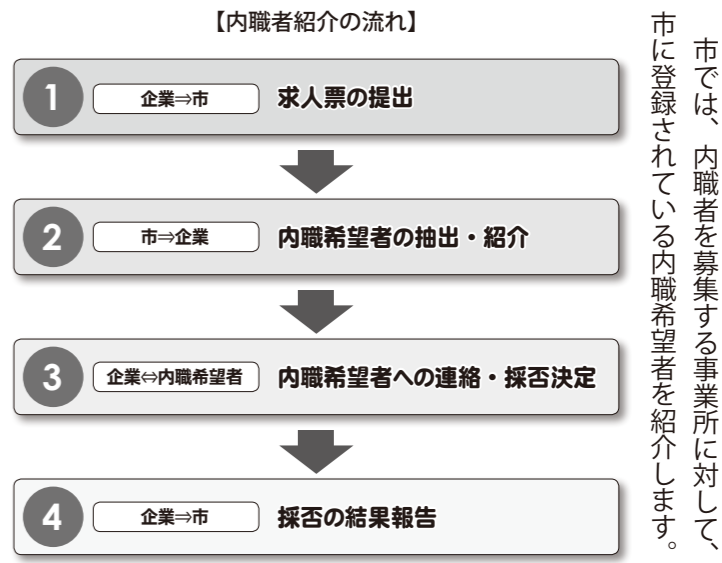 市では、内職者を募集する事業所に対して、
市に登録されている内職希望者を紹介します。
【内職者紹介の流れ】
1 企業⇒市 求人票の提出
2 市⇒企業 内職希望者の抽出・紹介
3 企業⇔内職希望者 内職希望者への連絡・採否決定
4 企業⇒市 採否の結果報告